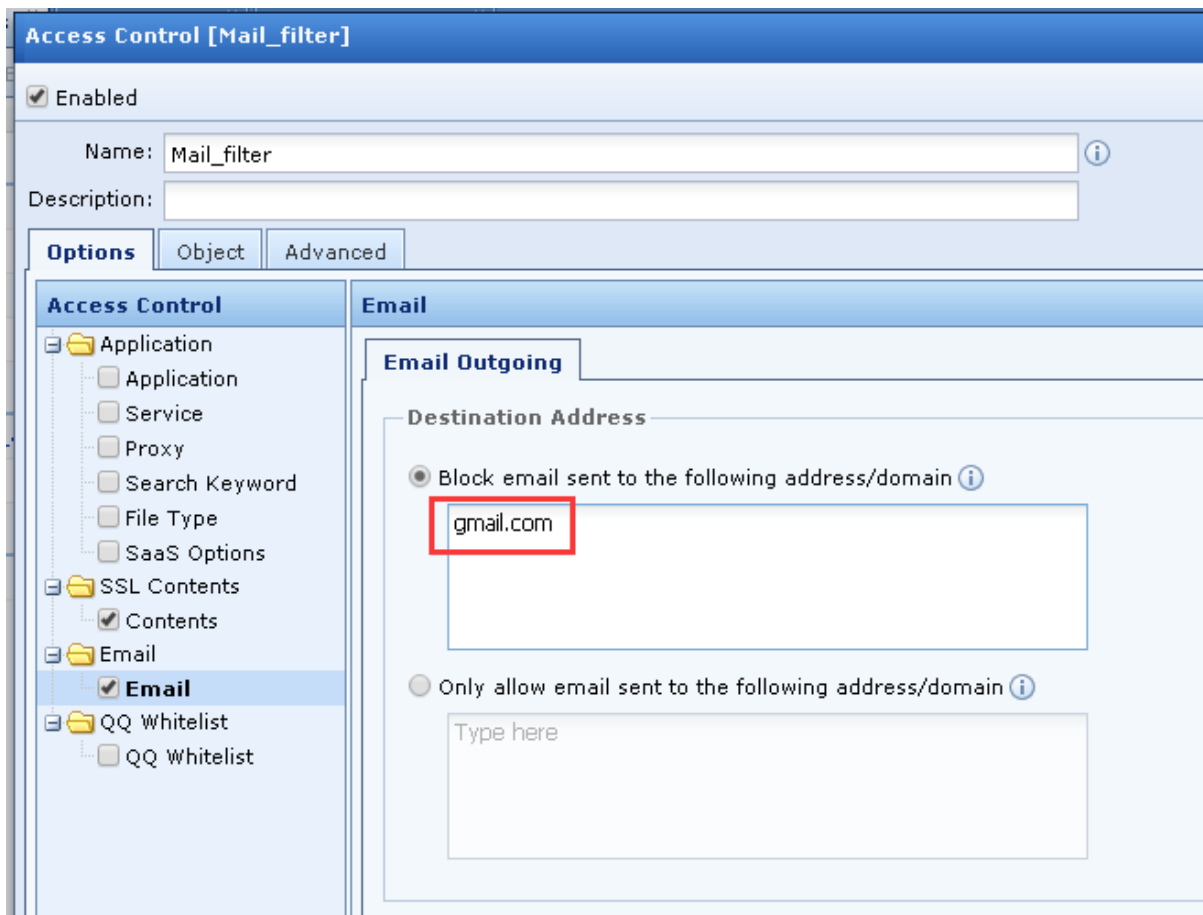 Access Control [Mail_filter]
Enabled
Name: Mail_filter
Description:
Options Object Advanced
Access Control
Application
Application
Service
Proxy
Search Keyword
File Type
SaaS Options
SSL Contents
Contents
Email
Email
QQ Whitelist
QQ Whitelist
Email
Email Outgoing
Destination Address
Block email sent to the following address/domain
gmail.com
Only allow email sent to the following address/domain
Type here